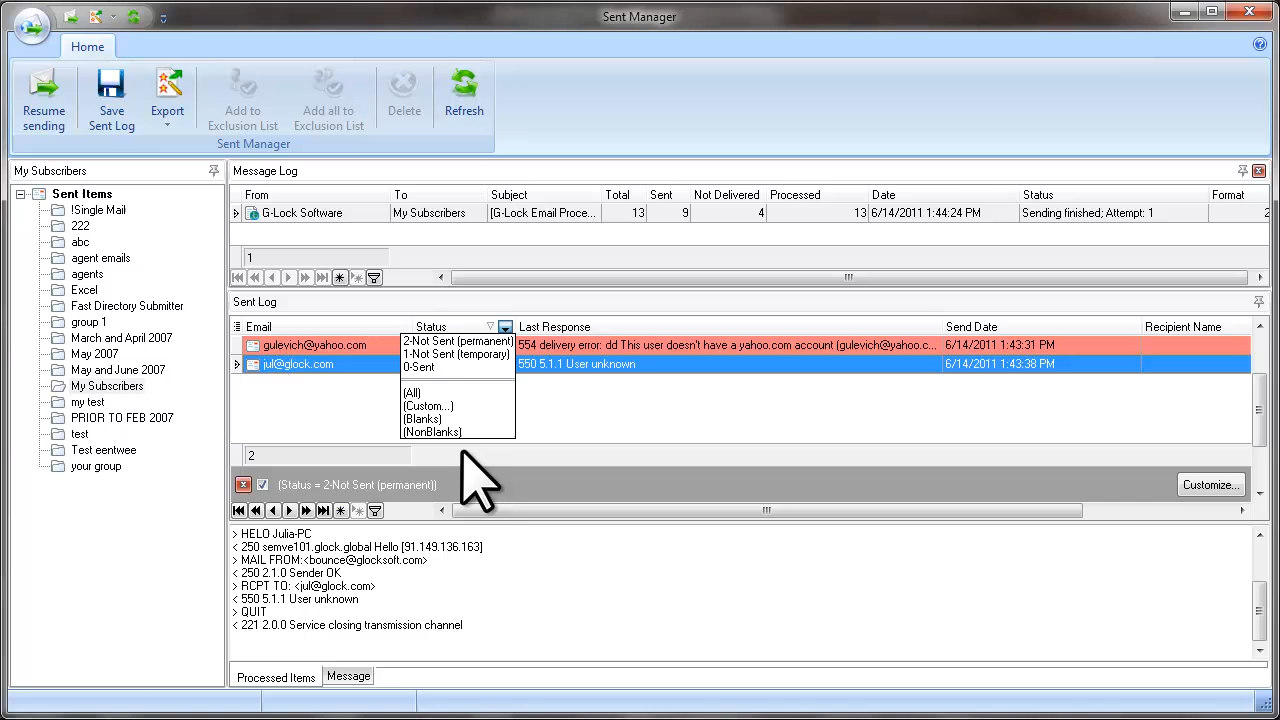 Sent Manager
Home
Resume sending
Save Sent Log
Export
Add to Exclusion List
Add all to Exclusion List
Delete
Refresh
Sent Manager
My Subscribers
Sent Items
!Single Mail
222
abc
agent emails
agents
Excel
Fast Directory Submitter
group 1
March and April 2007
May 2007
May and June 2007
My Subscribers
my test
PRIOR TO FEB 2007
test
Test eentwee
your group
Message Log
From To Subject Total Sent Not Delivered Processed Date Status Format
G-Lock Software My Subscribers [G-Lock Email Proce... 13 9 4 13 6/14/2011 1:44:24 PM Sending finished; Attempt: 1 2
1
Sent Log
Email Status Last Response Send Date Recipient Name
gulevich@yahoo.com 554 delivery error: dd This user doesn't have a yahoo.com account (gulevich@yahoo.c... 6/14/2011 1:43:31 PM
jul@glock.com 550 5.1.1 User unknown 6/14/2011 1:43:38 PM
2-Not Sent (permanent)
1-Not Sent (temporary)
0-Sent
(All)
(Custom...)
(Blanks)
(NonBlanks)
2
(Status = 2-Not Sent (permanent))
Customize...
> HELO Julia-PC
< 250 semve101.glock.global Hello [91.149.136.163]
> MAIL FROM:<bounce@glocksoft.com>
< 250 2.1.0 Sender OK
> RCPT TO: <jul@glock.com>
< 550 5.1.1 User unknown
> QUIT
< 221 2.0.0 Service closing transmission channel
Processed Items Message